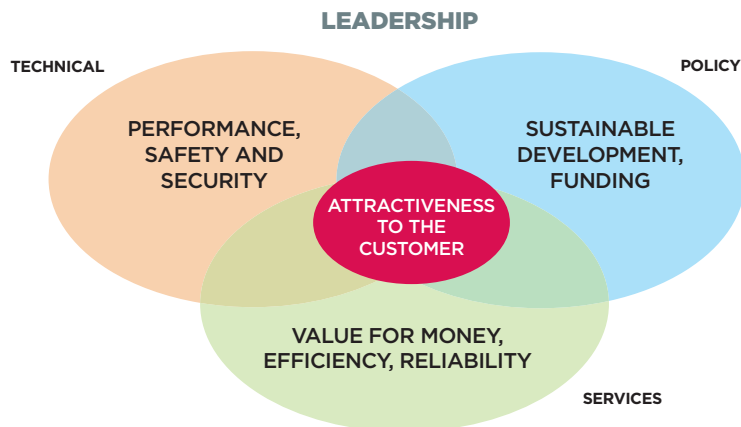 LEADERSHIP
TECHNICAL
POLICY
PERFORMANCE,
SAFETY AND
SECURITY
SUSTAINABLE
DEVELOPMENT,
FUNDING
ATTRACTIVENESS
TO THE
CUSTOMER
VALUE FOR MONEY,
EFFICIENCY, RELIABILITY
SERVICES